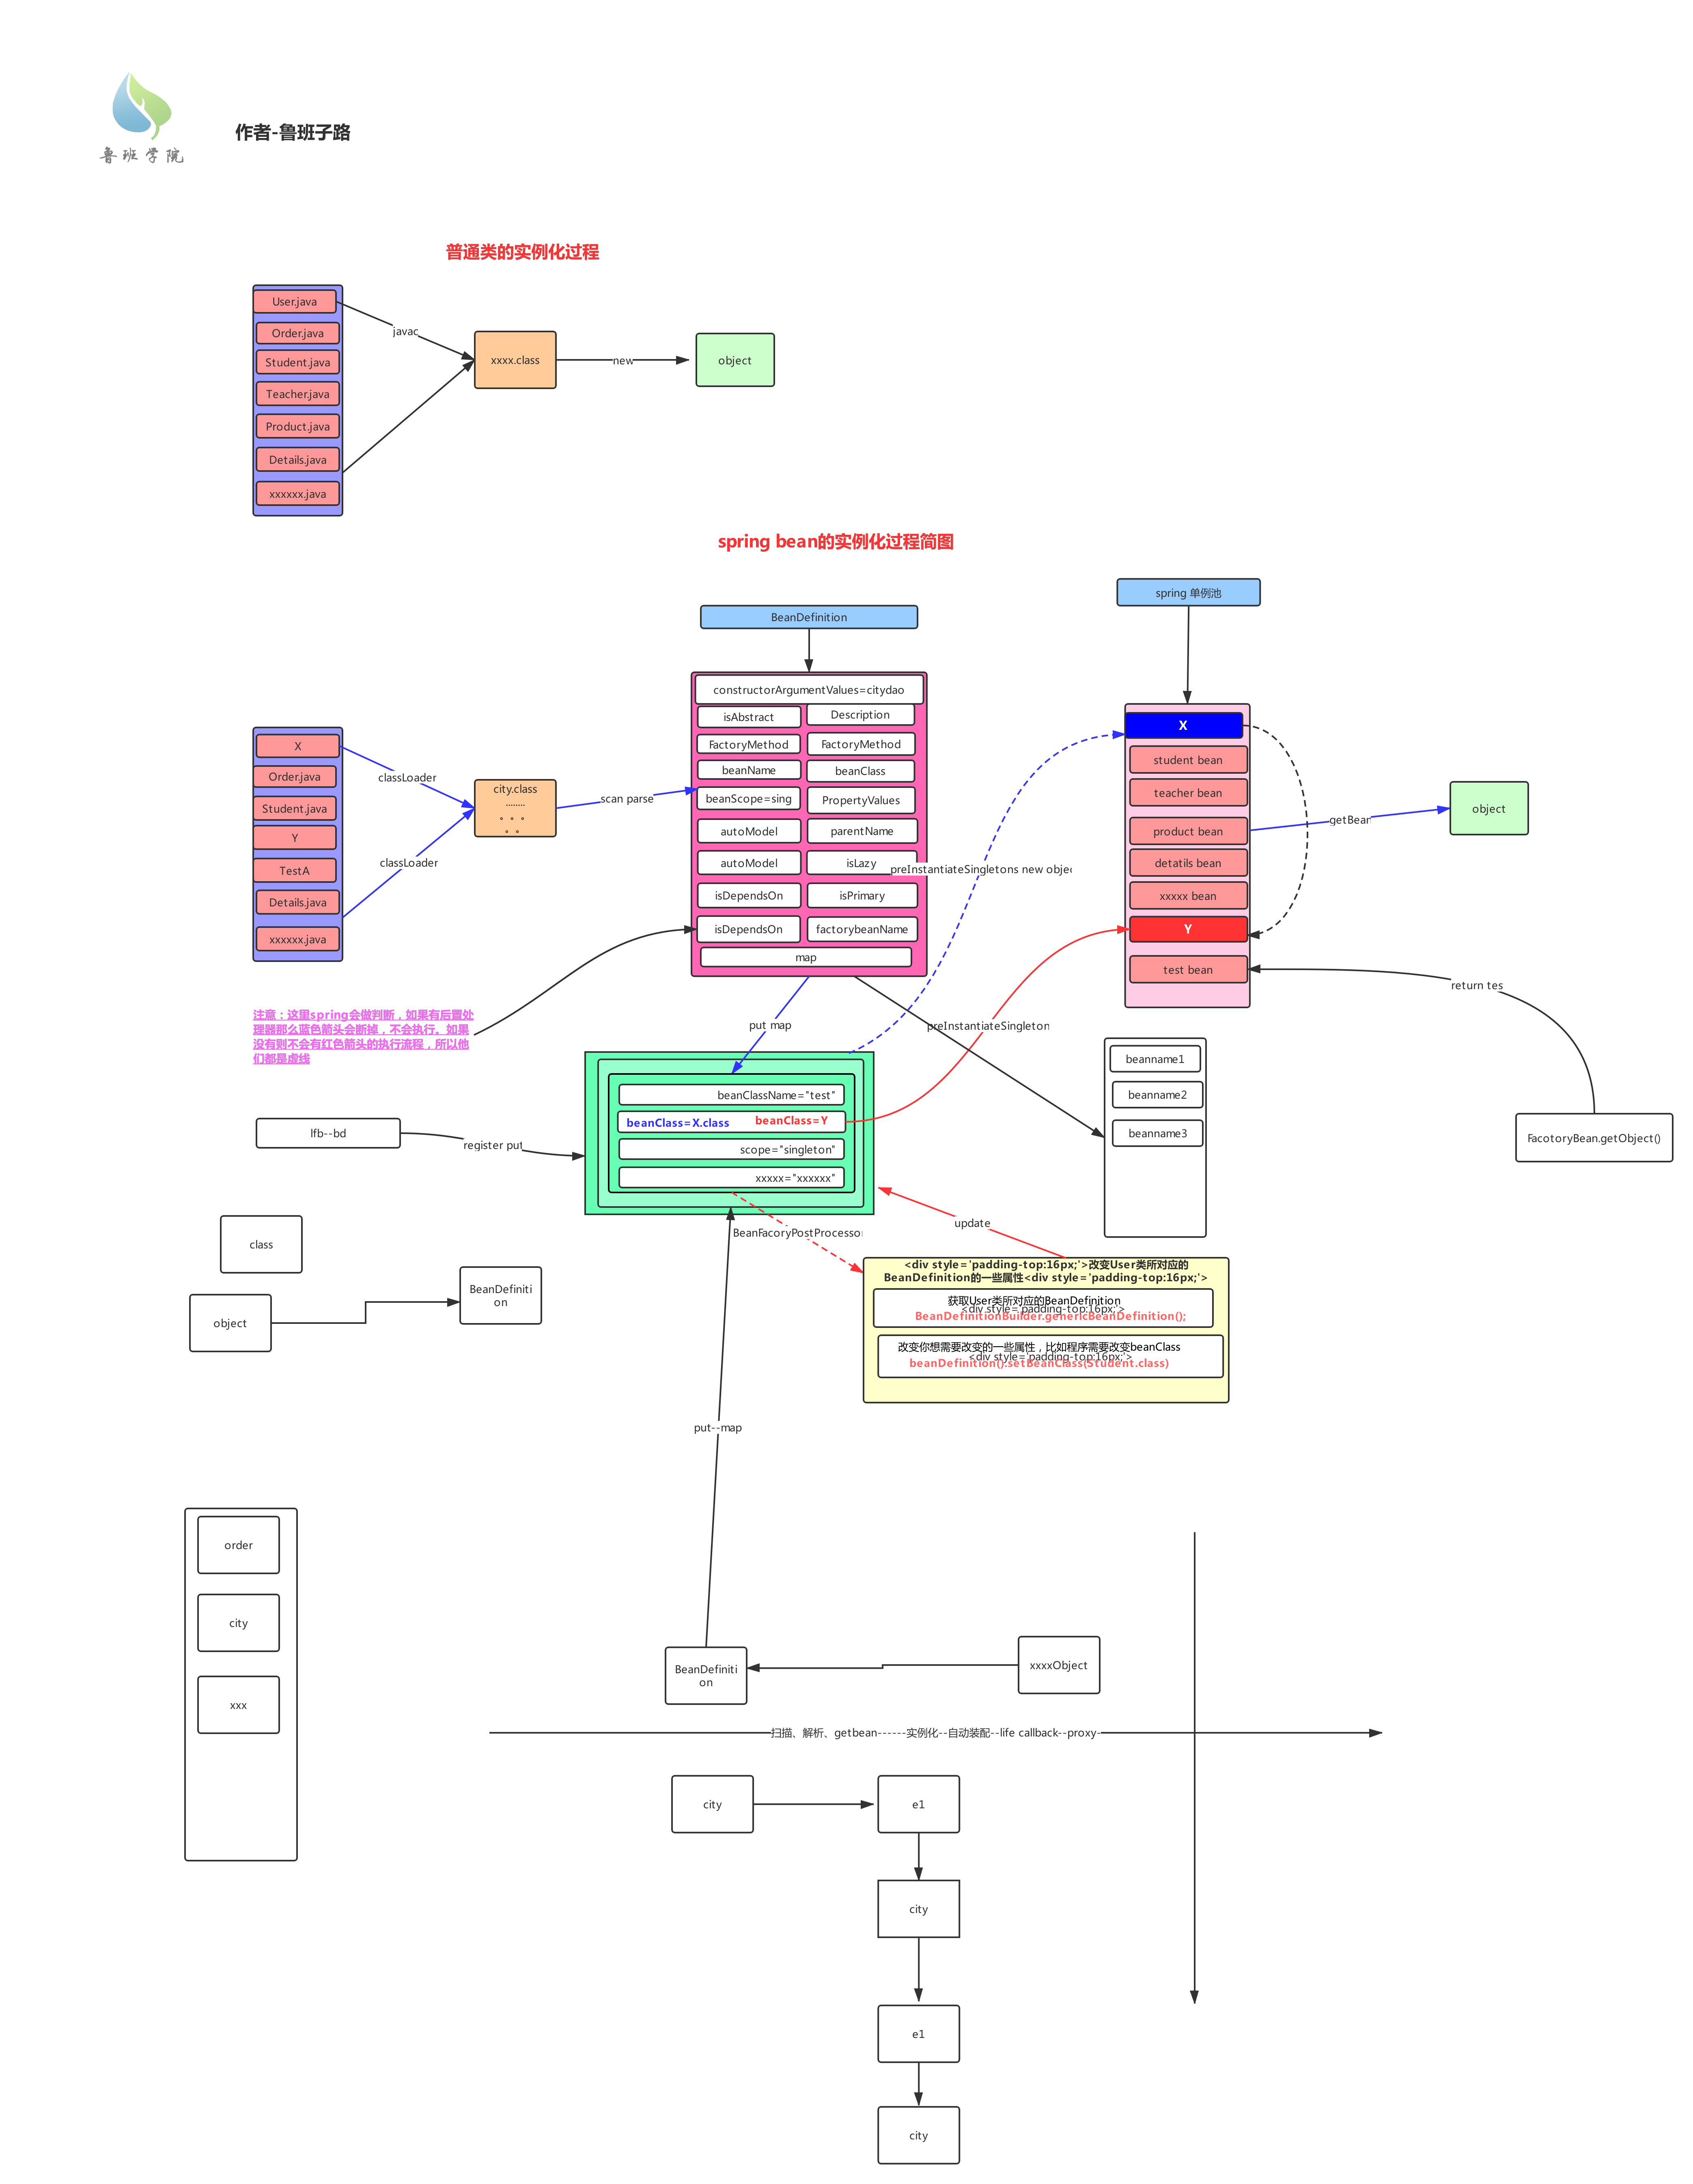 鲁班学院
作者-鲁班子路
普通类的实例化过程
User.java
Order.java
Student.java
Teacher.java
Product.java
Details.java
xxxxxx.java
javac
xxxx.class
new
object
spring bean的实例化过程简图
BeanDefinition
spring 单例池
X
Order.java
Student.java
Y
TestA
Details.java
xxxxxx.java
classLoader
classLoader
city.class
........
。。。
。。
scan parse
constructorArgumentValues=citydao
isAbstract
Description
FactoryMethod
FactoryMethod
beanName
beanClass
beanScope=sing
PropertyValues
autoModel
parentName
autoModel
isLazy
isDependsOn
isPrimary
isDependsOn
factorybeanName
map
preInstantiateSingletons new objec
X
student bean
teacher bean
product bean
detatils bean
xxxxx bean
Y
test bean
getBean
object
return tes
FacotoryBean.getObject()
注意：这里spring会做判断，如果有后置处
理器那么蓝色箭头会断掉，不会执行。如果
没有则不会有红色箭头的执行流程，所以他
们都是虚线
put map
preInstantiateSingleton
beanname1
beanname2
beanname3
lfb--bd
register put
beanClassName="test"
beanClass=X.class
beanClass=Y
scope="singleton"
xxxxx="xxxxxx"
BeanFacoryPostProcessor
update
<div style='padding-top:16px;'>改变User类所对应的
BeanDefinition的一些属性<div style='padding-top:16px;'>
获取User类所对应的BeanDefinition
<div style='padding-top:16px;'>
BeanDefinitionBuilder.genericBeanDefinition();
改变你想需要改变的一些属性，比如程序需要改变beanClass
<div style='padding-top:16px;'>
beanDefinition().setBeanClass(Student.class)
class
object
BeanDefiniti
on
put--map
order
city
xxx
BeanDefiniti
on
xxxxObject
扫描、解析、getbean------实例化--自动装配--life callback--proxy-
city
e1
city
e1
city